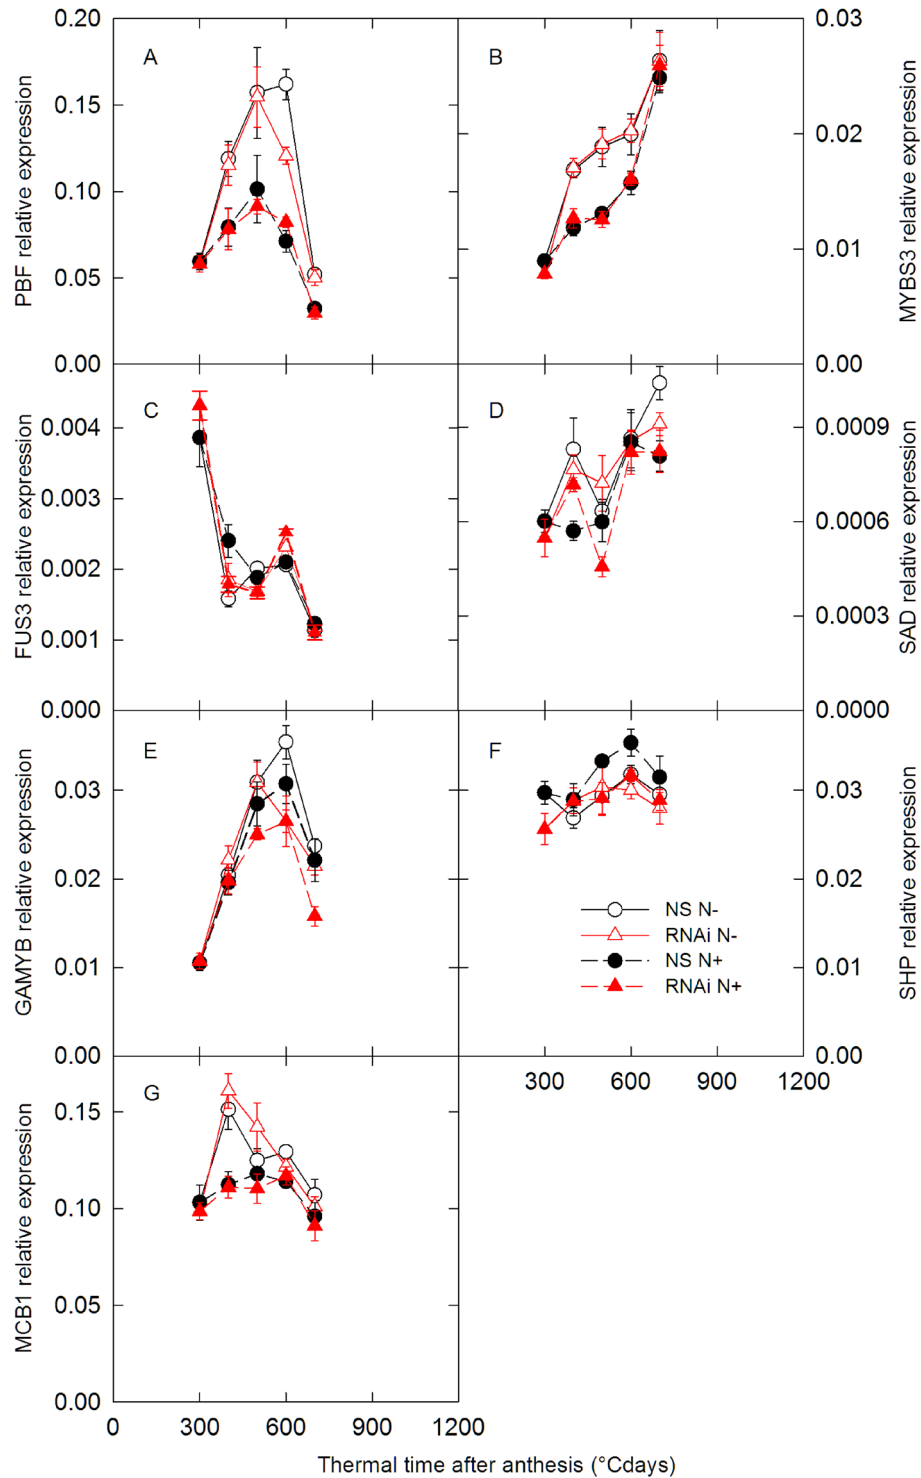 0.20
0.15
0.10
0.05
0.00
PBF relative expression
A
B
0.03
0.02
0.01
0.00
MYBS3 relative expression
0.004
0.003
0.002
0.001
0.000
FUS3 relative expression
C
D
0.0009
0.0006
0.0003
0.0000
SAD relative expression
0.03
0.02
0.01
0.00
GAMYB relative expression
E
F
NS N-
RNAi N-
NS N+
RNAi N+
0.03
0.02
0.01
0.00
SHP relative expression
300 600 900 1200
0.15
0.10
0.05
0.00
MCB1 relative expression
G
0 300 600 900 1200
Thermal time after anthesis (°Cdays)